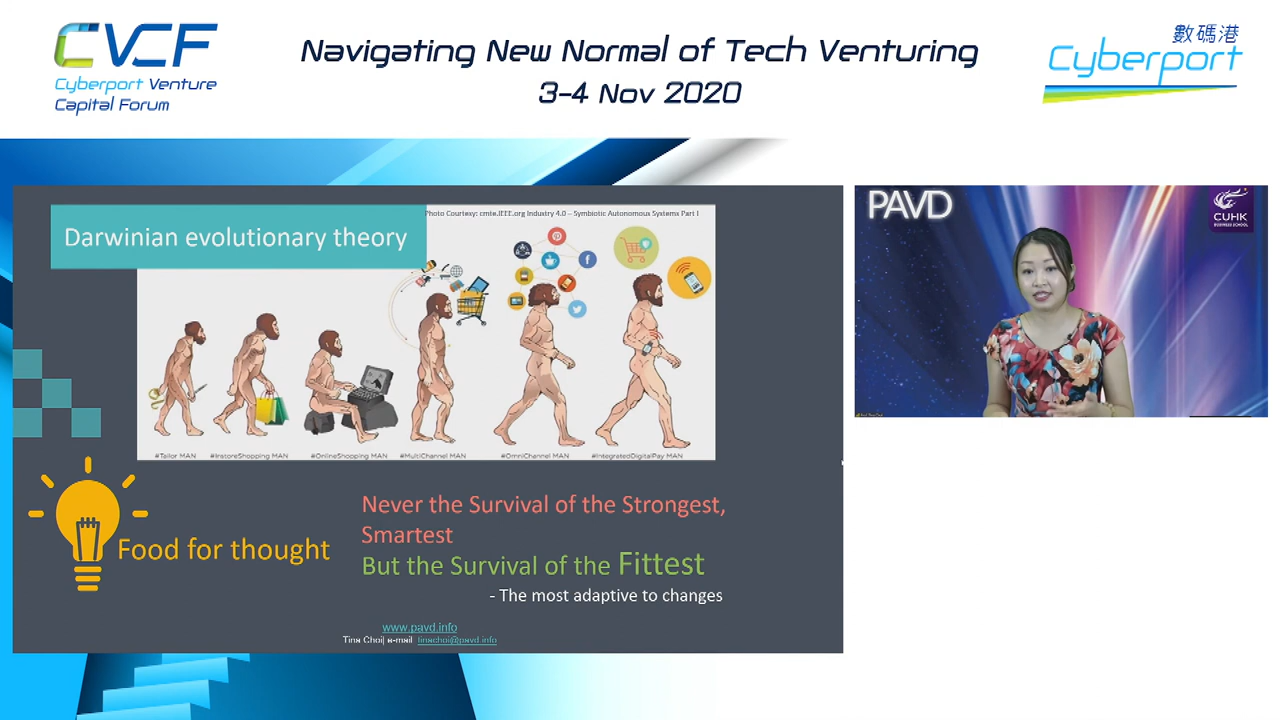 CVCF
Cyberport Venture
Capital Forum
Navigating New Normal of Tech Venturing
3-4 Nov 2020
數碼港
Cyberport
Photo Courtesy: cmte.IEEE.org Industry 4.0 – Symbiotic Autonomous Systems Part I
Darwinian evolutionary theory
#Tailor MAN #InstoreShopping MAN #OnlineShopping MAN #MultiChannel MAN #OmniChannel MAN #IntegratedDigitalPay MAN
Food for thought
Never the Survival of the Strongest,
Smartest
But the Survival of the Fittest
- The most adaptive to changes
www.pavd.info
Tina Choi| e-mail tinachoi@pavd.info
PAVD
CUHK
BUSINESS SCHOOL